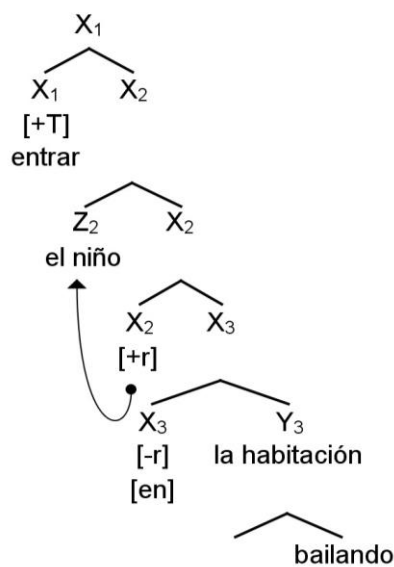 X₁
X₁ X₂
[+T]
entrar
Z₂ X₂
el niño
X₂ X₃
[+r]
X₃ Y₃
[-r] la habitación
[en]
bailando